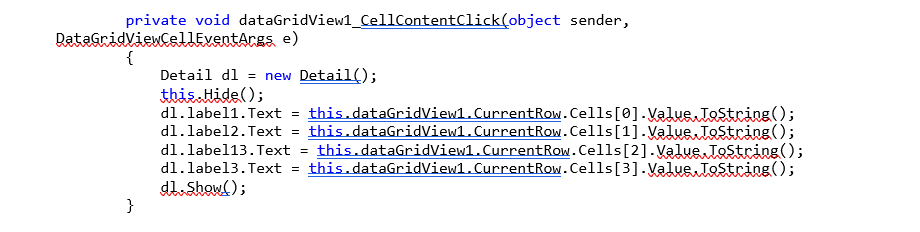 private void dataGridView1_CellContentClick(object sender,
DataGridViewCellEventArgs e)
{
Detail dl = new Detail();
this.Hide();
dl.label1.Text = this.dataGridView1.CurrentRow.Cells[0].Value.ToString();
dl.label2.Text = this.dataGridView1.CurrentRow.Cells[1].Value.ToString();
dl.label13.Text = this.dataGridView1.CurrentRow.Cells[2].Value.ToString();
dl.label3.Text = this.dataGridView1.CurrentRow.Cells[3].Value.ToString();
dl.Show();
}